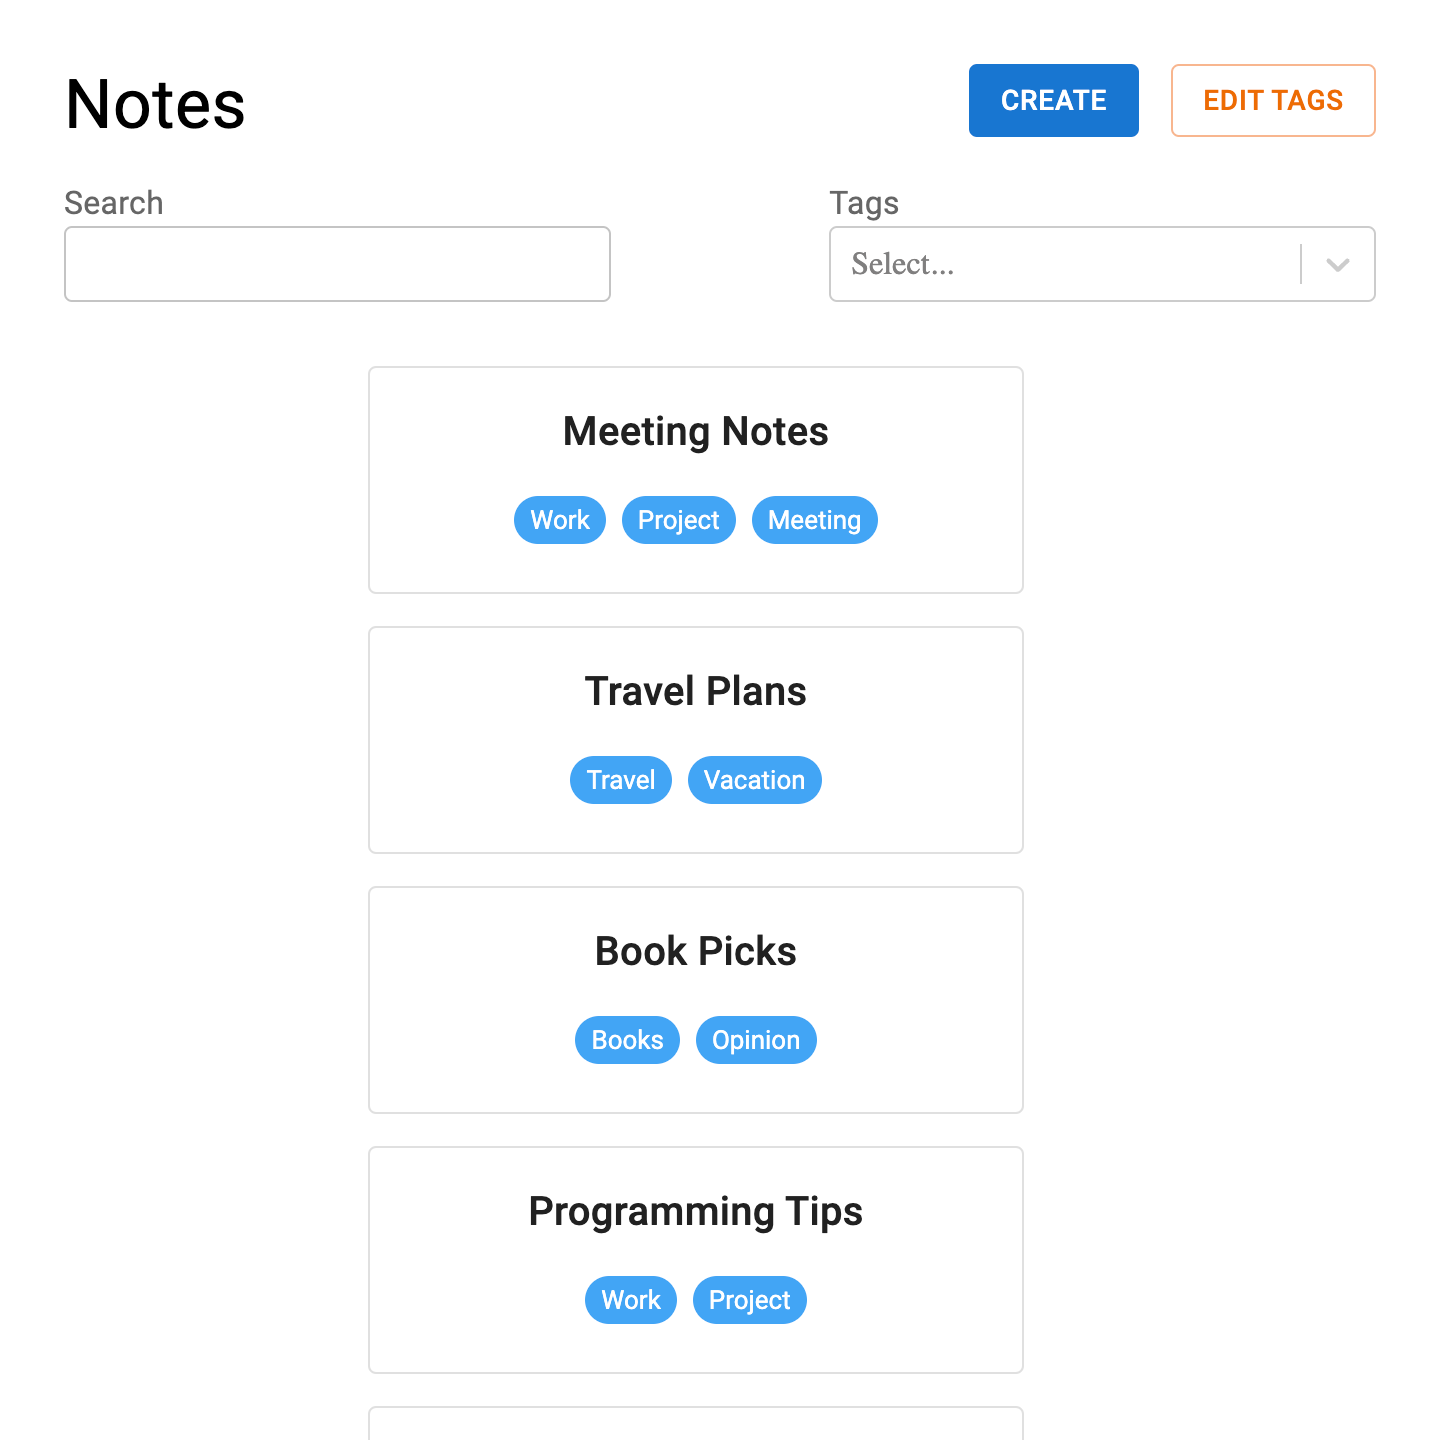 Notes
CREATE
EDIT TAGS
Search
Tags
Select...
Meeting Notes
Work Project Meeting
Travel Plans
Travel Vacation
Book Picks
Books Opinion
Programming Tips
Work Project